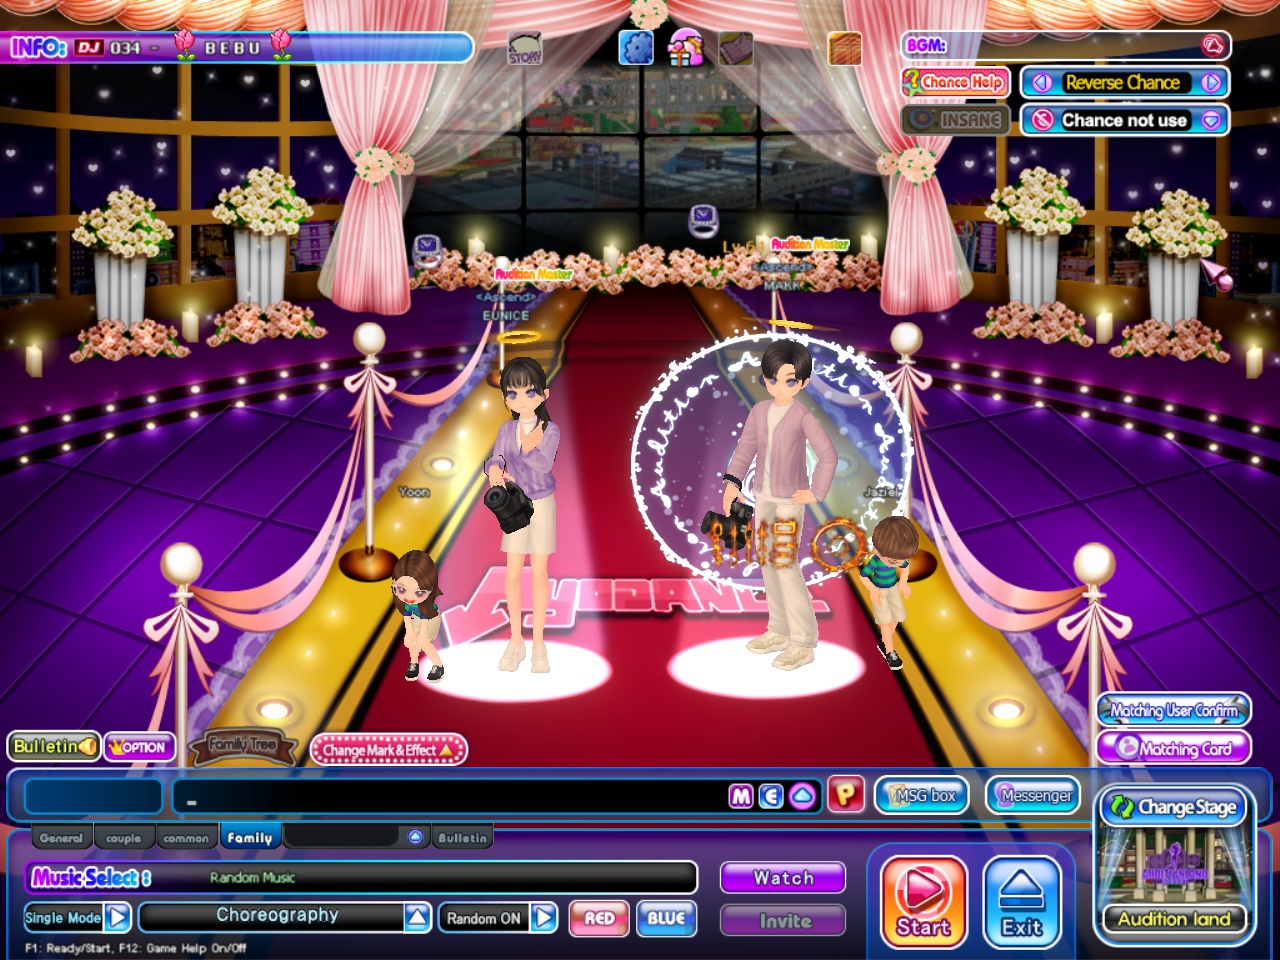 INFO: DJ 034 - BEBU
STORY
BGM:
Chance Help
Reverse Chance
INSANE
Chance not use
Audition Master
<Ascend>
EUNICE
Audition Master
<Ascend>
MAKK
Yoon
Jaziel
Bulletin
OPTION
Family Tree
Change Mark & Effect
Matching User Confirm
Matching Card
M E
P
MSG box
Messenger
Change Stage
General
couple
common
Family
Bulletin
Music Select :
Random Music
Watch
Single Mode
Choreography
Random ON
RED
BLUE
Invite
Start
Exit
AUDITIONLAND
Audition land
F1: Ready/Start, F12: Game Help On/Off